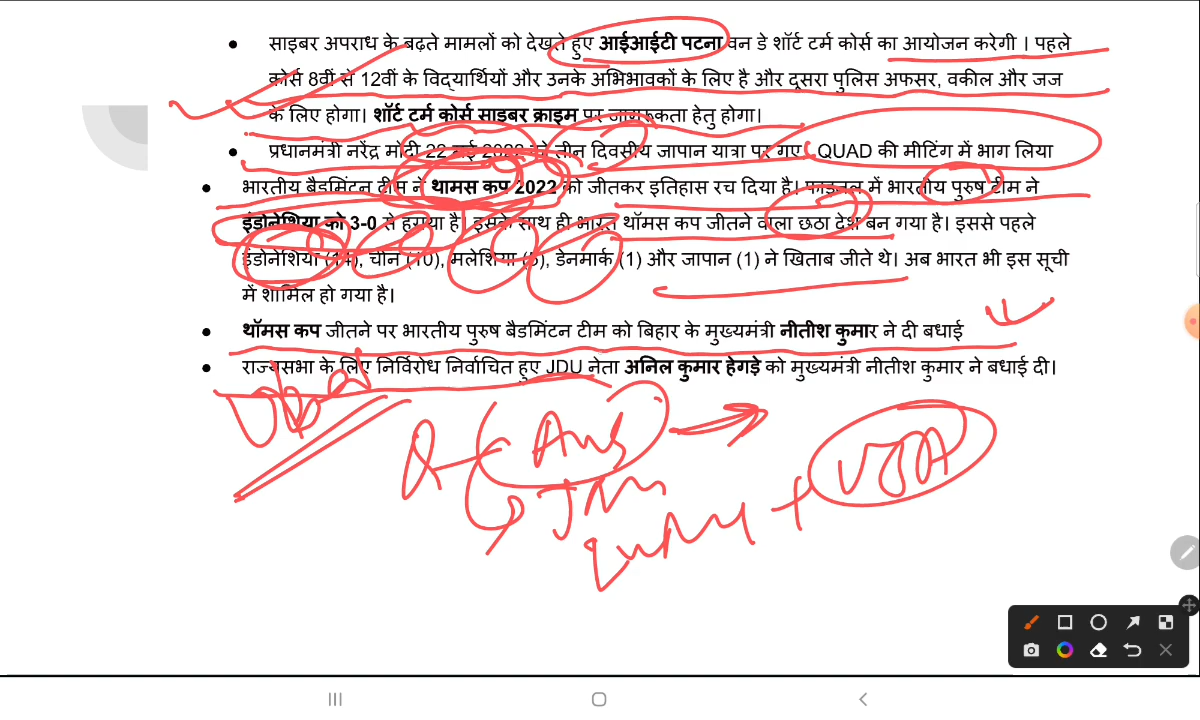 साइबर अपराध के बढ़ते मामलों को देखते हुए आईआईटी पटना वन डे शॉर्ट टर्म कोर्स का आयोजन करेगी । पहले
कोर्स 8वीं से 12वीं के विद्यार्थियों और उनके अभिभावकों के लिए है और दूसरा पुलिस अफसर, वकील और जज
के लिए होगा। शॉर्ट टर्म कोर्स साइबर क्राइम पर जागरूकता हेतु होगा।
प्रधानमंत्री नरेंद्र मोदी 22 मई 2022 को तीन दिवसीय जापान यात्रा पर गए QUAD की मीटिंग में भाग लिया
भारतीय बैडमिंटन टीम ने थॉमस कप 2022 को जीतकर इतिहास रच दिया है। फाइनल में भारतीय पुरुष टीम ने
इंडोनेशिया को 3-0 से हराया है। इसके साथ ही भारत थॉमस कप जीतने वाला छठा देश बन गया है। इससे पहले
इंडोनेशिया (14), चीन (10), मलेशिया (5), डेनमार्क (1) और जापान (1) ने खिताब जीते थे। अब भारत भी इस सूची
में शामिल हो गया है।
थॉमस कप जीतने पर भारतीय पुरुष बैडमिंटन टीम को बिहार के मुख्यमंत्री नीतीश कुमार ने दी बधाई
राज्यसभा के लिए निर्विरोध निर्वाचित हुए JDU नेता अनिल कुमार हेगड़े को मुख्यमंत्री नीतीश कुमार ने बधाई दी।
Aus